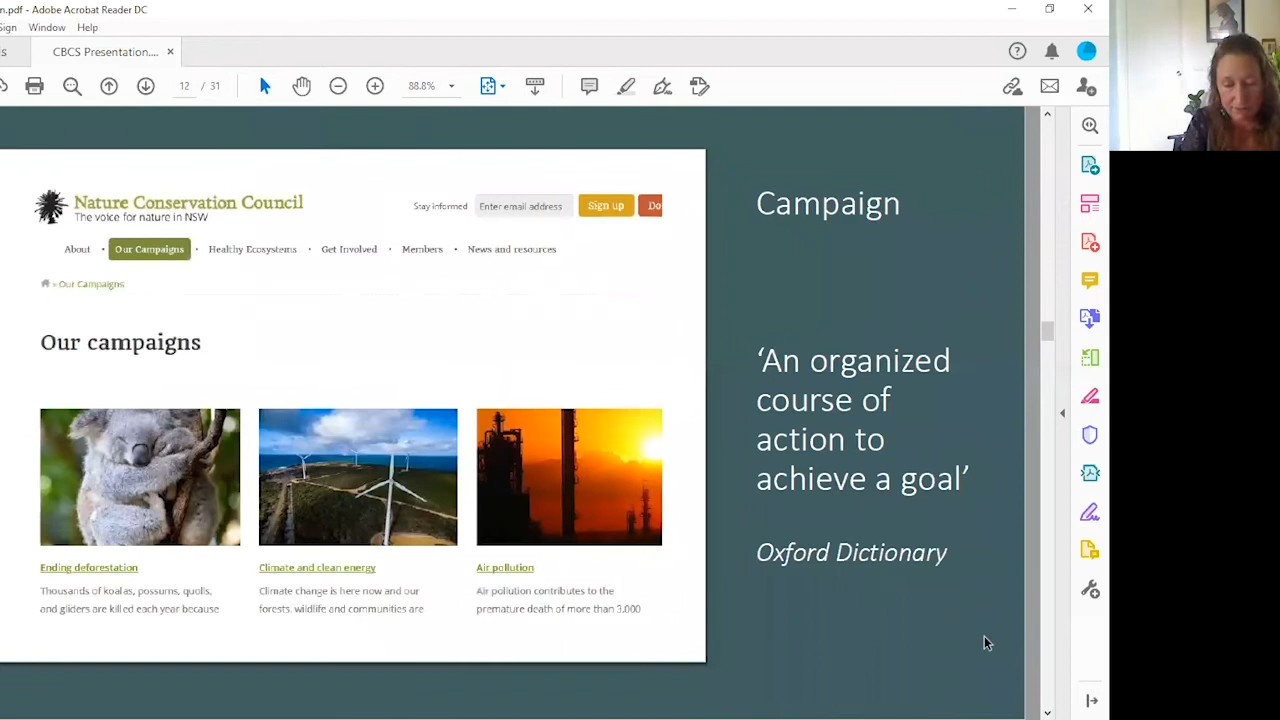 n.pdf - Adobe Acrobat Reader DC
Sign Window Help
ls
CBCS Presentation.... ×
12 / 31
88.8%
Nature Conservation Council
The voice for nature in NSW
Stay informed
Enter email address
Sign up
Do
About • Our Campaigns • Healthy Ecosystems • Get Involved • Members • News and resources
» Our Campaigns
Our campaigns
Ending deforestation
Thousands of koalas, possums, quolls,
and gliders are killed each year because
Climate and clean energy
Climate change is here now and our
forests, wildlife and communities are
Air pollution
Air pollution contributes to the
premature death of more than 3,000
Campaign
‘An organized
course of
action to
achieve a goal’
Oxford Dictionary